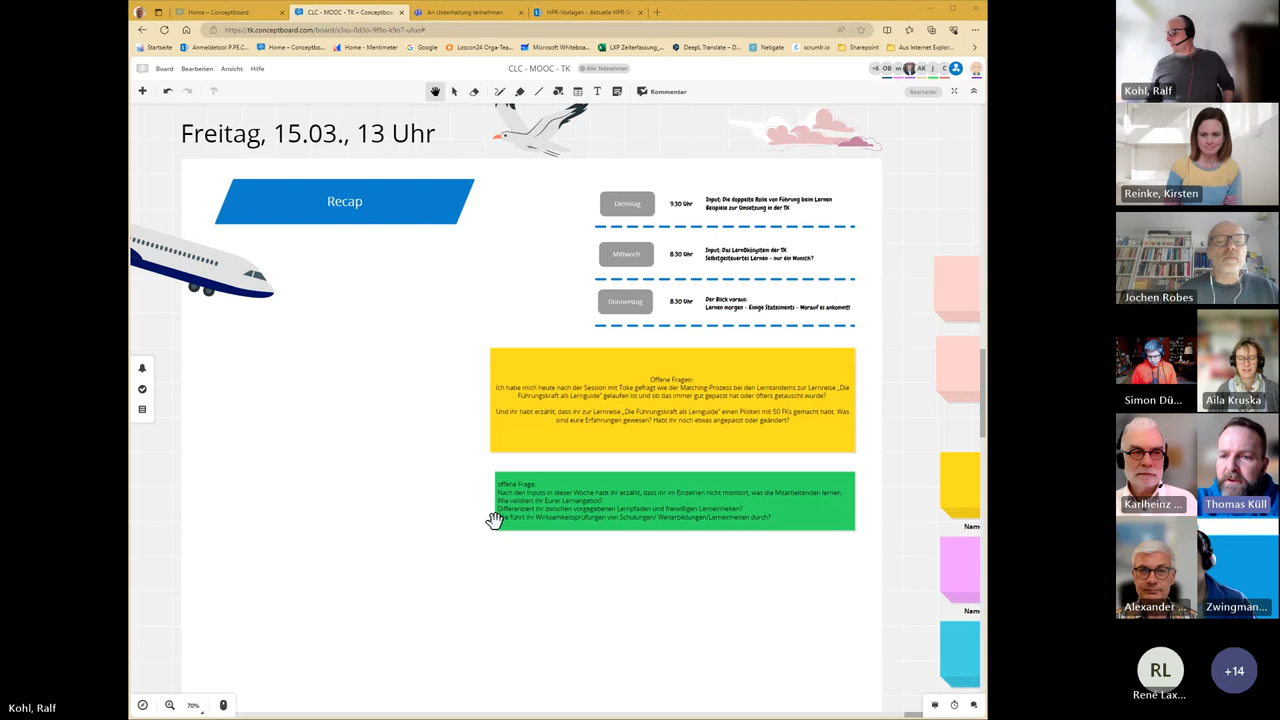 Home – Conceptboard
CLC - MOOC - TK – Conceptboard
An Unterhaltung teilnehmen
https://tk.conceptboard.com/board/
Startseite
Google
Home - Mentimeter
DeepL Translate – D...
Netigate
scrumlr.io
Sharepoint
Aus Internet Explor...
Board
Bearbeiten
Ansicht
Hilfe
CLC - MOOC - TK
@ Alle Teilnehmer
+6
OB
m
AK
J
C
Kommentar
Bearbeiter
Freitag, 15.03., 13 Uhr
Recap
Dienstag
9.30 Uhr
Input: Die doppelte Rolle von Führung beim Lernen
Beispiele zur Umsetzung in der TK
Mittwoch
8.30 Uhr
Input: Das Lernökosystem der TK
Selbstgesteuertes Lernen – nur ein Wunsch?
Donnerstag
8.30 Uhr
Der Blick voraus:
Lernen morgen – Einige Statements – Worauf es ankommt!
Offene Fragen:
Ich habe mich heute nach der Session mit Toke gefragt wie der Matching-Prozess bei den Lerntandems zur Lernreise „Die
Führungskraft als Lernguide" gelaufen ist und ob das immer gut gepasst hat oder öfters getauscht wurde?
Und ihr habt erzählt, dass ihr zur Lernreise „Die Führungskraft als Lernguide" einen Piloten mit 50 FKs gemacht habt. Was
sind eure Erfahrungen gewesen? Habt ihr noch etwas angepasst oder geändert?
offene Frage:
Nach den Inputs in dieser Woche habt ihr erzählt, dass ihr im Einzelnen nicht monitort, was die Mitarbeitenden lernen.
Wie validiert ihr Eurer Lernangebot?
Differenziert ihr zwischen vorgegebenen Lernpfaden und freiwilligen Lerneinheiten?
führt ihr Wirksamkeitsprüfungen von Schulungen/ Weiterbildungen/Lerneinheiten durch?
Name
Name
70%
Kohl, Ralf
Reinke, Kirsten
Jochen Robes
Simon Dü...
Aila Kruska
Karlheinz ...
Thomas Küll
Alexander ...
Zwingman...
RL
+14
René Lax...
Kohl, Ralf